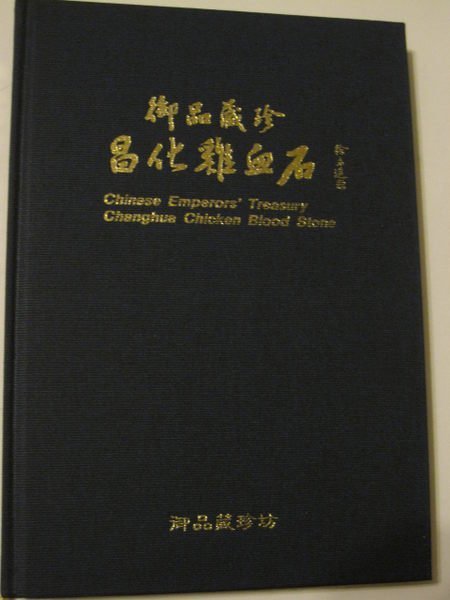 御品藏珍
昌化雞血石
Chinese Emperors' Treasury
Changhua Chicken Blood Stone
御品藏珍坊